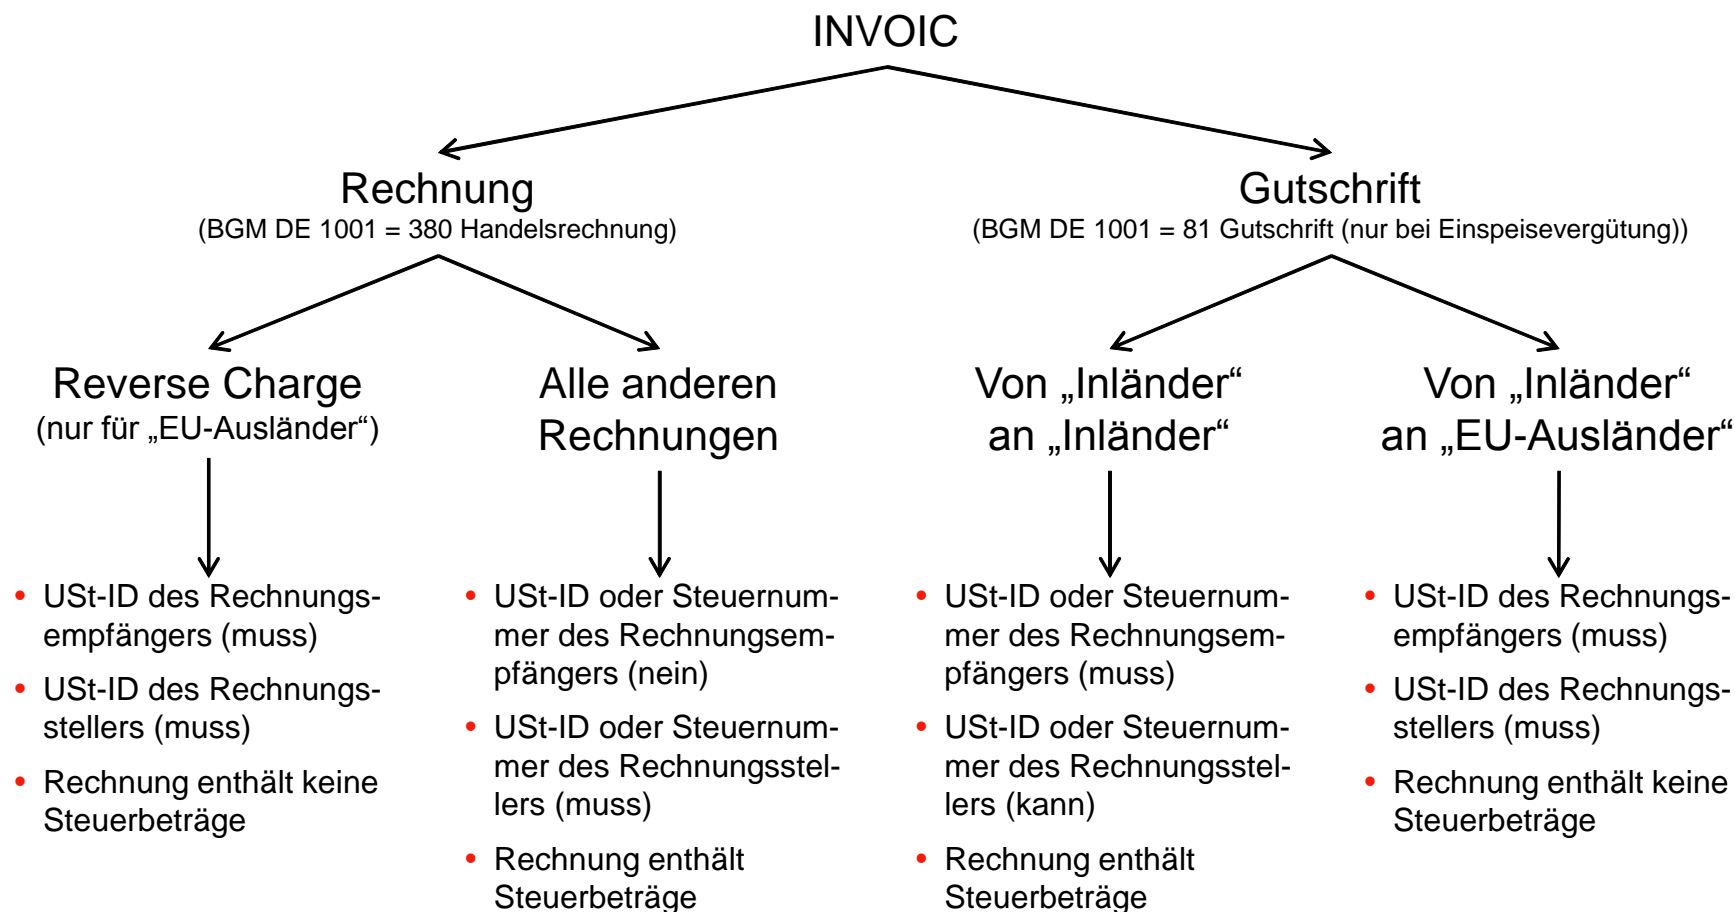 INVOIC
Rechnung
(BGM DE 1001 = 380 Handelsrechnung)
Gutschrift
(BGM DE 1001 = 81 Gutschrift (nur bei Einspeisevergütung))
Reverse Charge
(nur für „EU-Ausländer“)
Alle anderen
Rechnungen
Von „Inländer“
an „Inländer“
Von „Inländer“
an „EU-Ausländer“
• USt-ID des Rechnungs-
empfängers (muss)
• USt-ID des Rechnungs-
stellers (muss)
• Rechnung enthält keine
Steuerbeträge
• USt-ID oder Steuernum-
mer des Rechnungsem-
pfängers (nein)
• USt-ID oder Steuernum-
mer des Rechnungsstel-
lers (muss)
• Rechnung enthält
Steuerbeträge
• USt-ID oder Steuernum-
mer des Rechnungsem-
pfängers (muss)
• USt-ID oder Steuernum-
mer des Rechnungsstel-
lers (kann)
• Rechnung enthält
Steuerbeträge
• USt-ID des Rechnungs-
empfängers (muss)
• USt-ID des Rechnungs-
stellers (muss)
• Rechnung enthält keine
Steuerbeträge